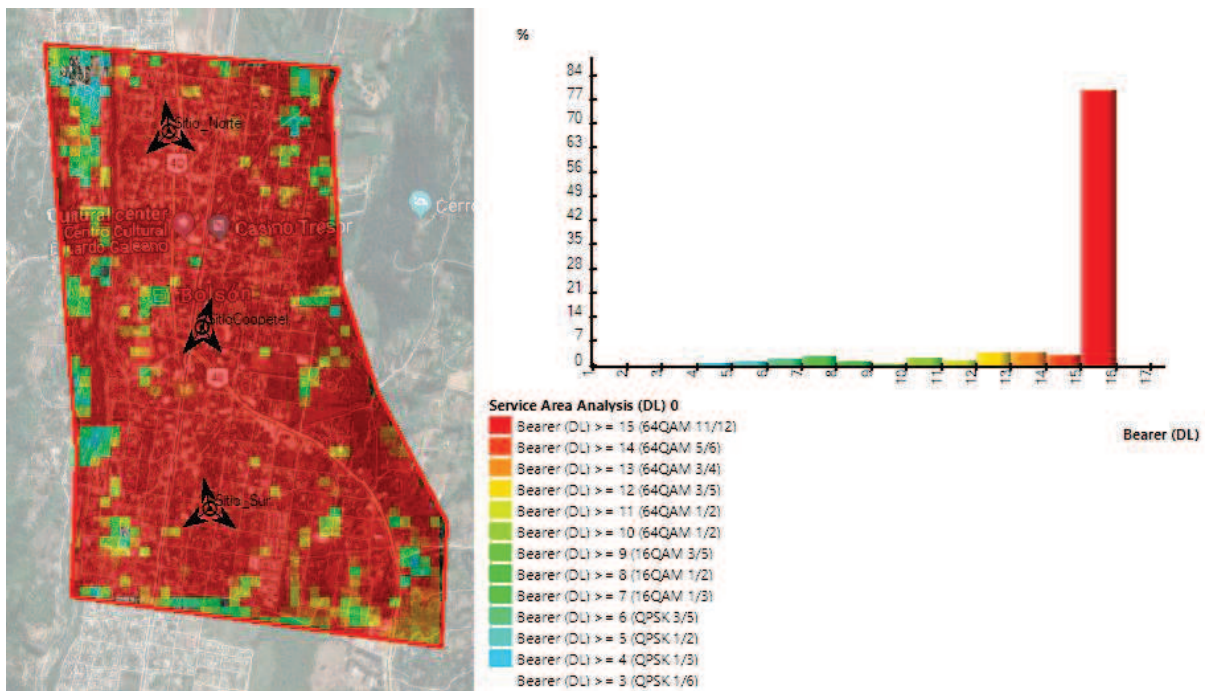 Sitio_Norte
42
Cultural center
Centro Cultural
Casino Tresor
Cerro
Bolsón
SitioCoopetel
Sitio_Sur
%
84
77
70
63
56
49
42
35
28
21
14
7
0
1 2 3 4 5 6 7 8 9 10 11 12 13 14 15 16 17
Bearer (DL)
Service Area Analysis (DL) 0
Bearer (DL) >= 15 (64QAM 11/12)
Bearer (DL) >= 14 (64QAM 5/6)
Bearer (DL) >= 13 (64QAM 3/4)
Bearer (DL) >= 12 (64QAM 3/5)
Bearer (DL) >= 11 (64QAM 1/2)
Bearer (DL) >= 10 (64QAM 1/2)
Bearer (DL) >= 9 (16QAM 3/5)
Bearer (DL) >= 8 (16QAM 1/2)
Bearer (DL) >= 7 (16QAM 1/3)
Bearer (DL) >= 6 (QPSK 3/5)
Bearer (DL) >= 5 (QPSK 1/2)
Bearer (DL) >= 4 (QPSK 1/3)
Bearer (DL) >= 3 (QPSK 1/6)